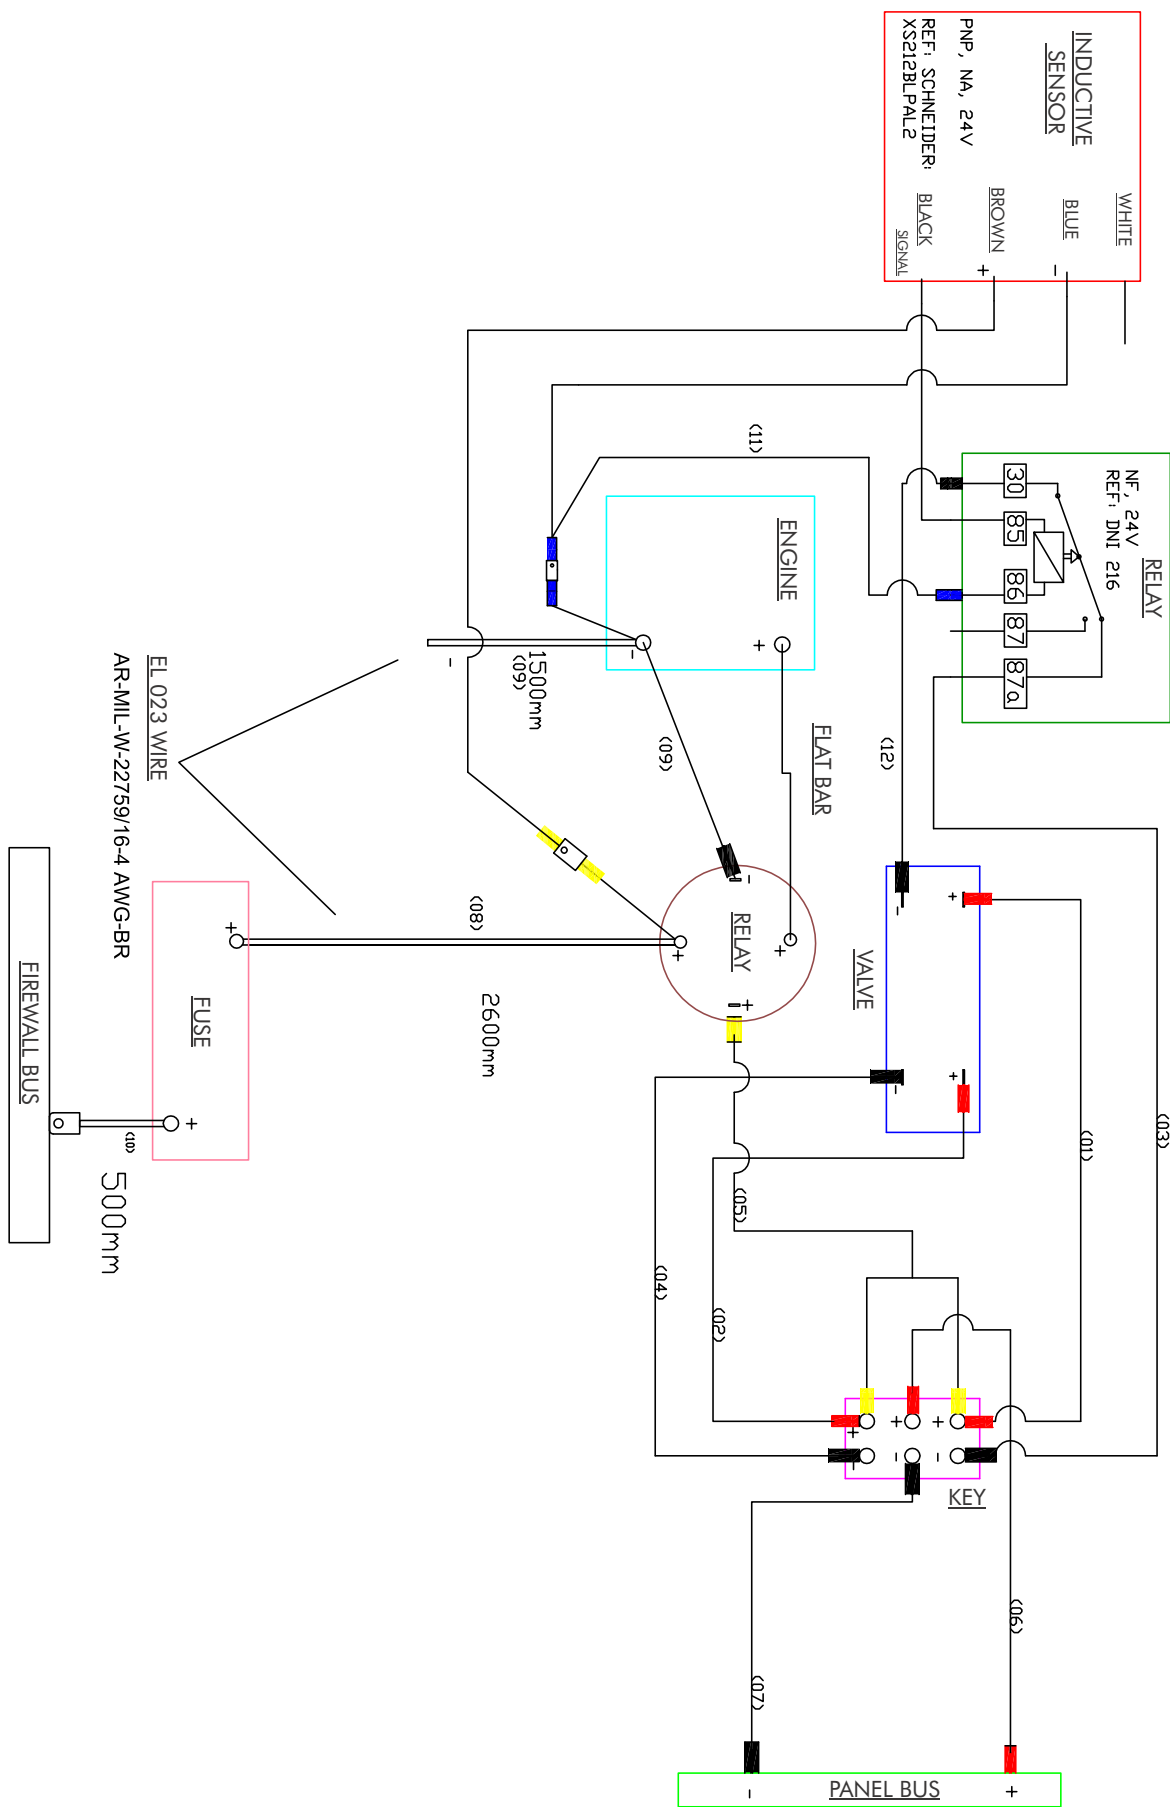 INDUCTIVE
SENSOR
PNP, NA, 24V
REF: SCHNEIDER:
XS212BLPAL2
WHITE
BLUE
-
BROWN
+
BLACK
SIGNAL
RELAY
NF, 24V
REF: DNI 216
30
85
86
87
87a
(11)
(12)
ENGINE
+
-
1500mm
(09)
-
(09)
FLAT BAR
EL 023 WIRE
AR-MIL-W-22759/16-4 AWG-BR
RELAY
-
+
+
+
(08)
2600mm
VALVE
+
-
+
-
(01)
(03)
(05)
(04)
(02)
FUSE
+
+
(10)
500mm
FIREWALL BUS
KEY
+
+
+
-
-
-
(06)
(07)
PANEL BUS
-
+